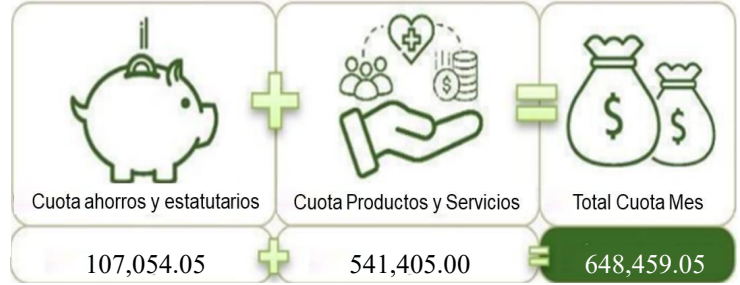 Cuota ahorros y estatutarios
Cuota Productos y Servicios
Total Cuota Mes
107,054.05
541,405.00
648,459.05